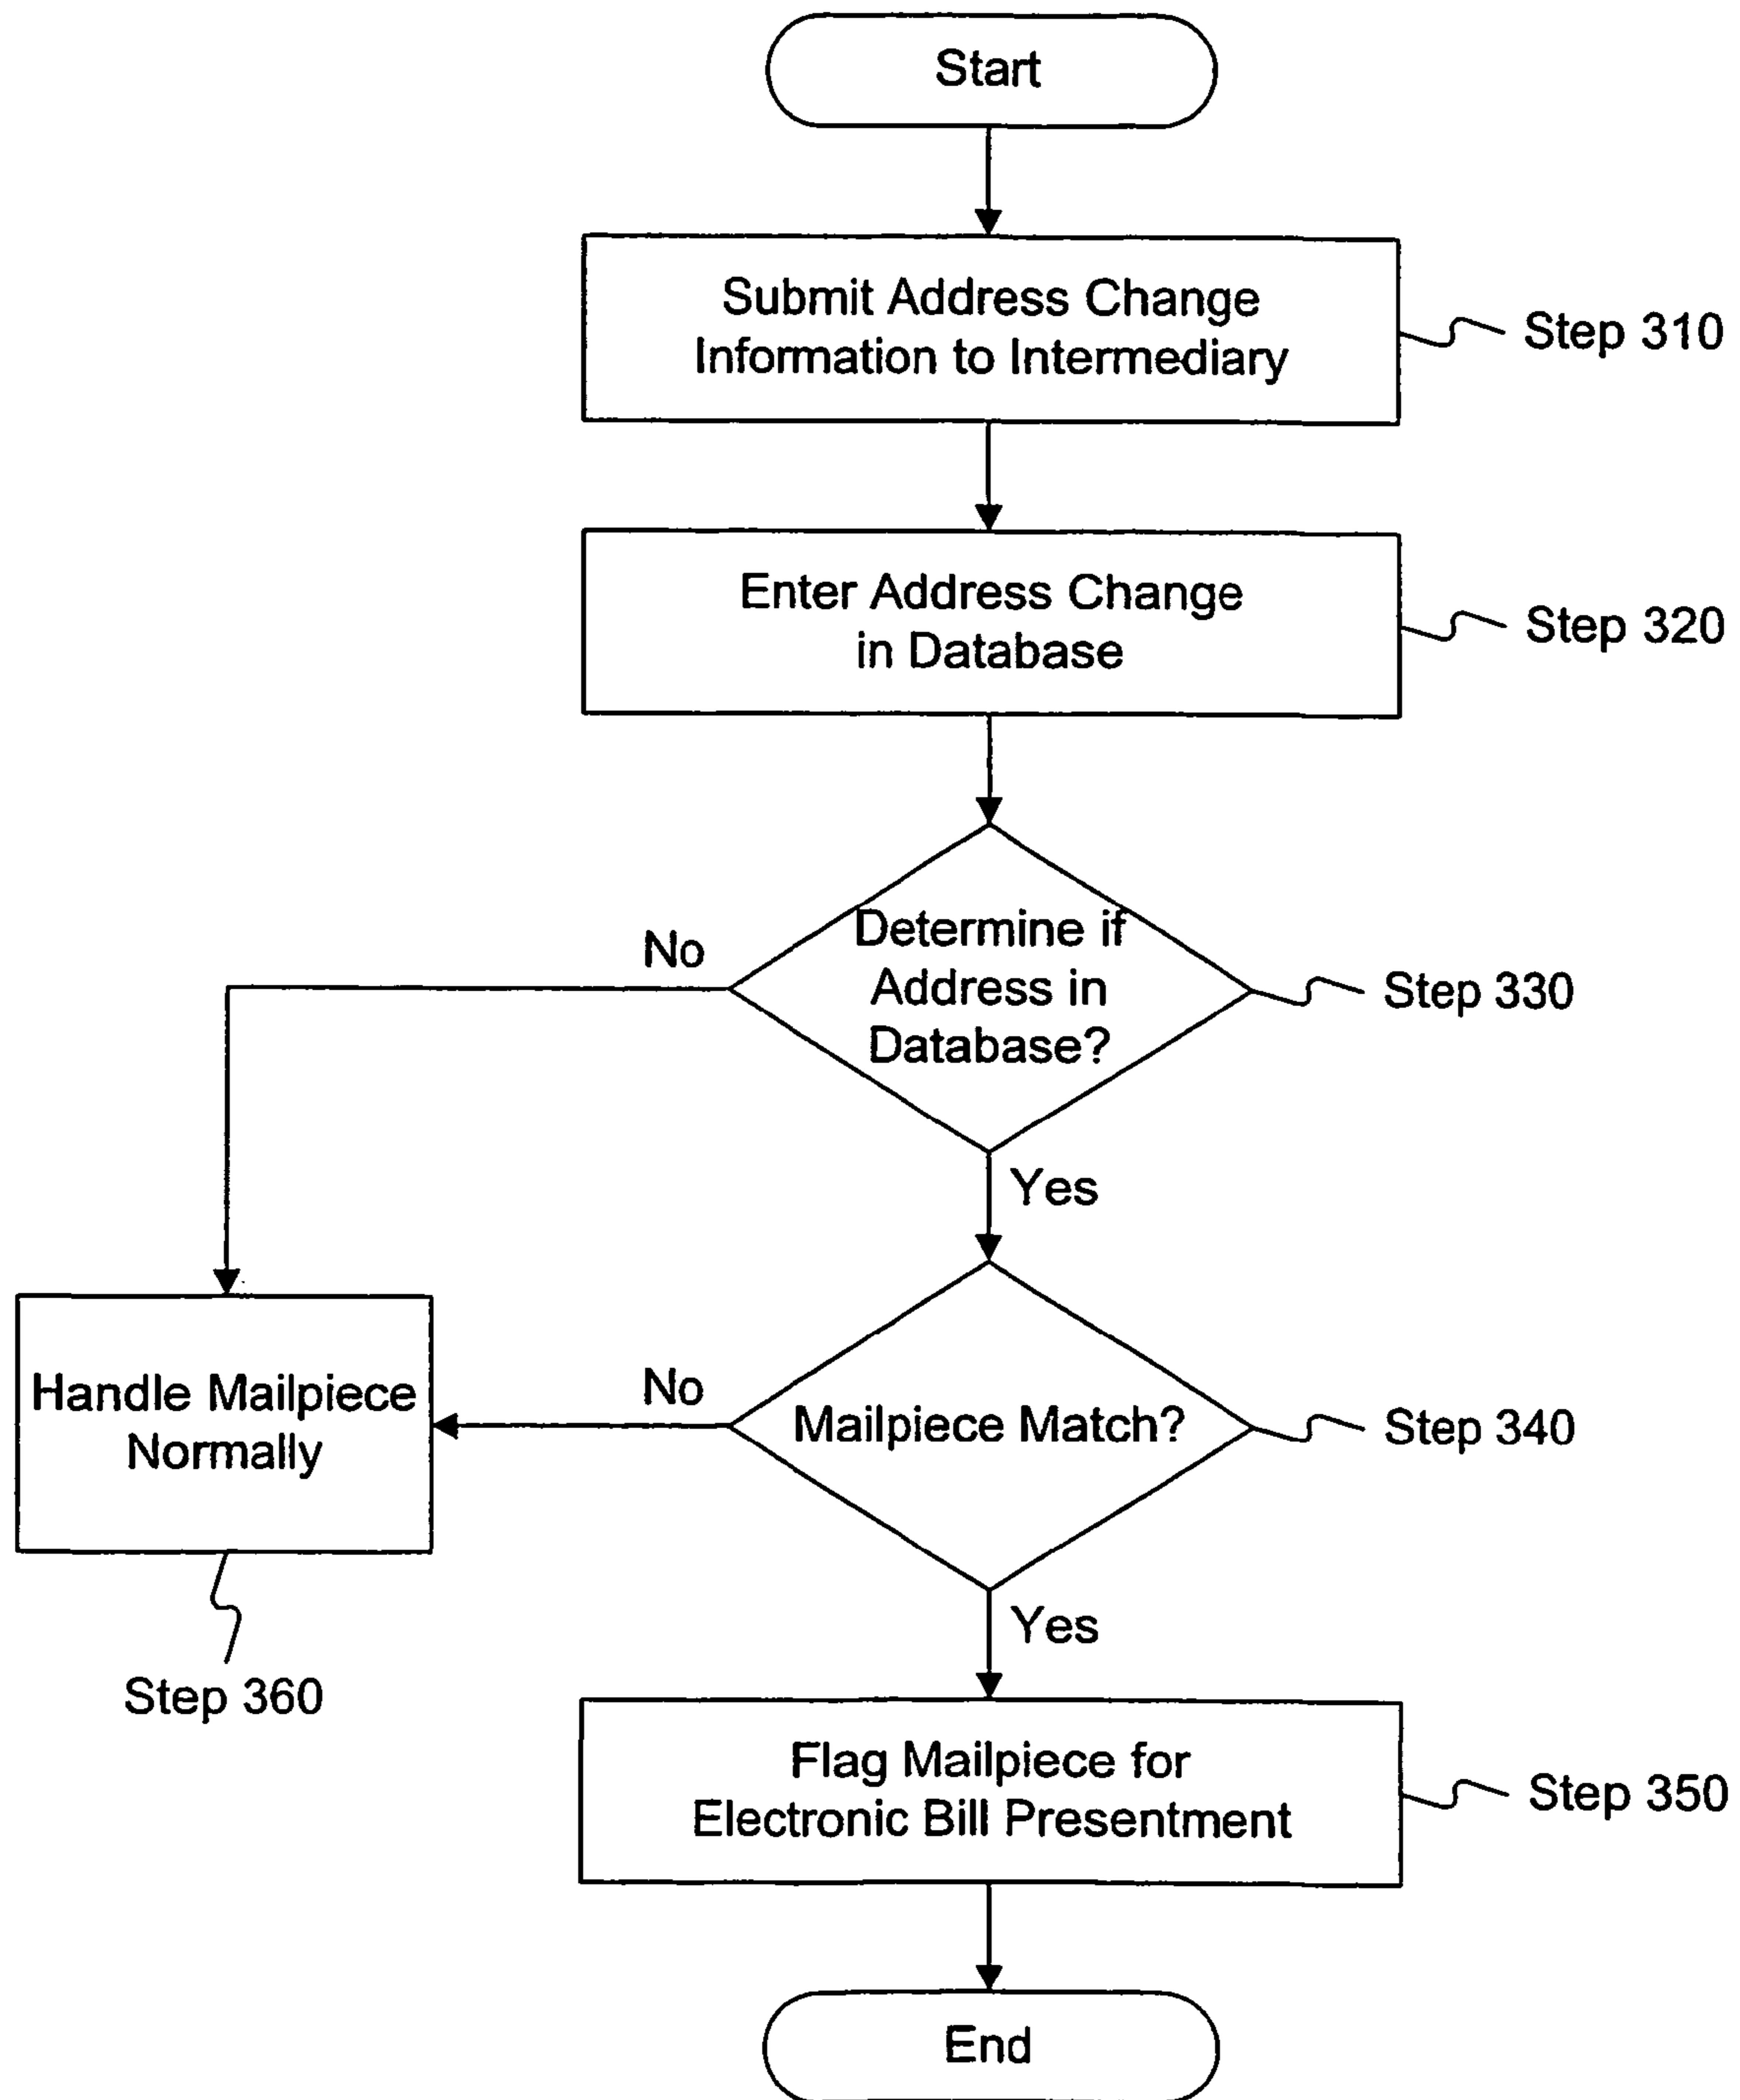 Start
Submit Address Change
Information to Intermediary
Step 310
Enter Address Change
in Database
Step 320
Determine if
Address in
Database?
No
Step 330
Yes
Handle Mailpiece
Normally
No
Mailpiece Match?
Step 340
Yes
Step 360
Flag Mailpiece for
Electronic Bill Presentment
Step 350
End